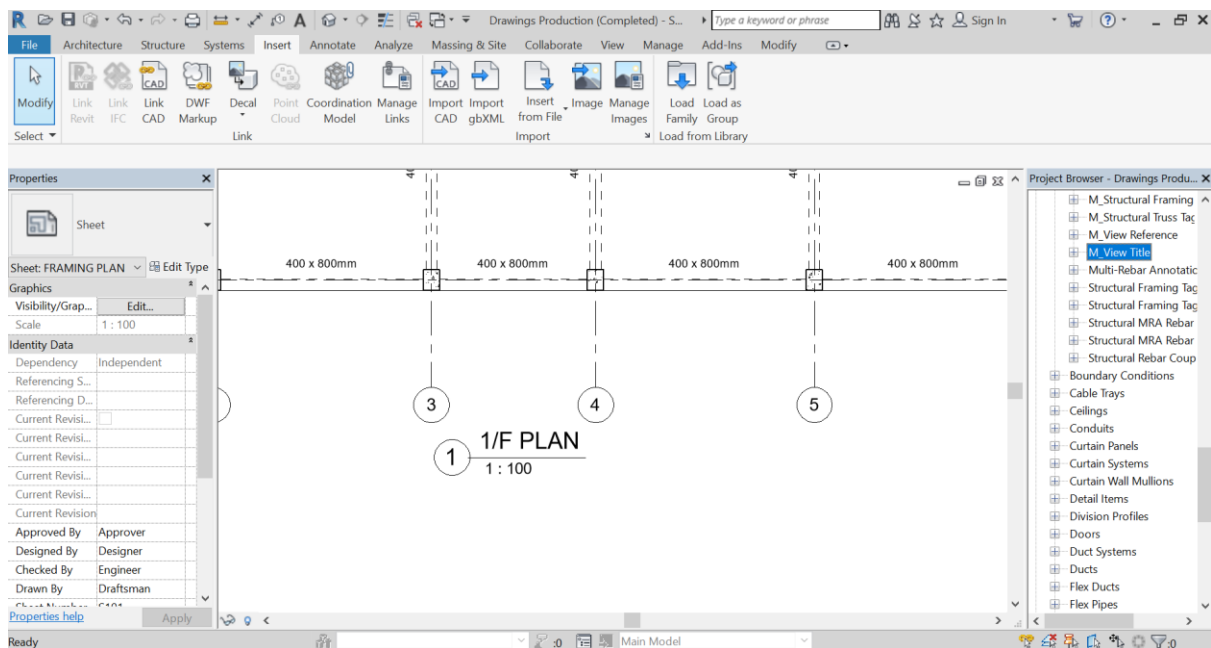 Drawings Production (Completed) - S... Type a keyword or phrase Sign In
File Architecture Structure Systems Insert Annotate Analyze Massing & Site Collaborate View Manage Add-Ins Modify
Modify Link Revit Link IFC Link CAD DWF Markup Decal Point Cloud Coordination Model Manage Links Import CAD Import gbXML Insert from File Image Manage Images Load Family Load as Group
Select Link Import Load from Library
Properties
Sheet
Sheet: FRAMING PLAN Edit Type
Graphics
Visibility/Grap... Edit...
Scale 1 : 100
Identity Data
Dependency Independent
Referencing S...
Referencing D...
Current Revisi...
Current Revisi...
Current Revisi...
Current Revisi...
Current Revisi...
Current Revision
Approved By Approver
Designed By Designer
Checked By Engineer
Drawn By Draftsman
Sheet Number S101
Properties help Apply
40 40 40
400 x 800mm 400 x 800mm 400 x 800mm 400 x 800mm
3 4 5
1 1/F PLAN
1 : 100
Project Browser - Drawings Produ...
M_Structural Framing
M_Structural Truss Tag
M_View Reference
M_View Title
Multi-Rebar Annotatic
Structural Framing Tag
Structural Framing Tag
Structural MRA Rebar
Structural MRA Rebar
Structural Rebar Coup
Boundary Conditions
Cable Trays
Ceilings
Conduits
Curtain Panels
Curtain Systems
Curtain Wall Mullions
Detail Items
Division Profiles
Doors
Duct Systems
Ducts
Flex Ducts
Flex Pipes
Ready :0 Main Model :0